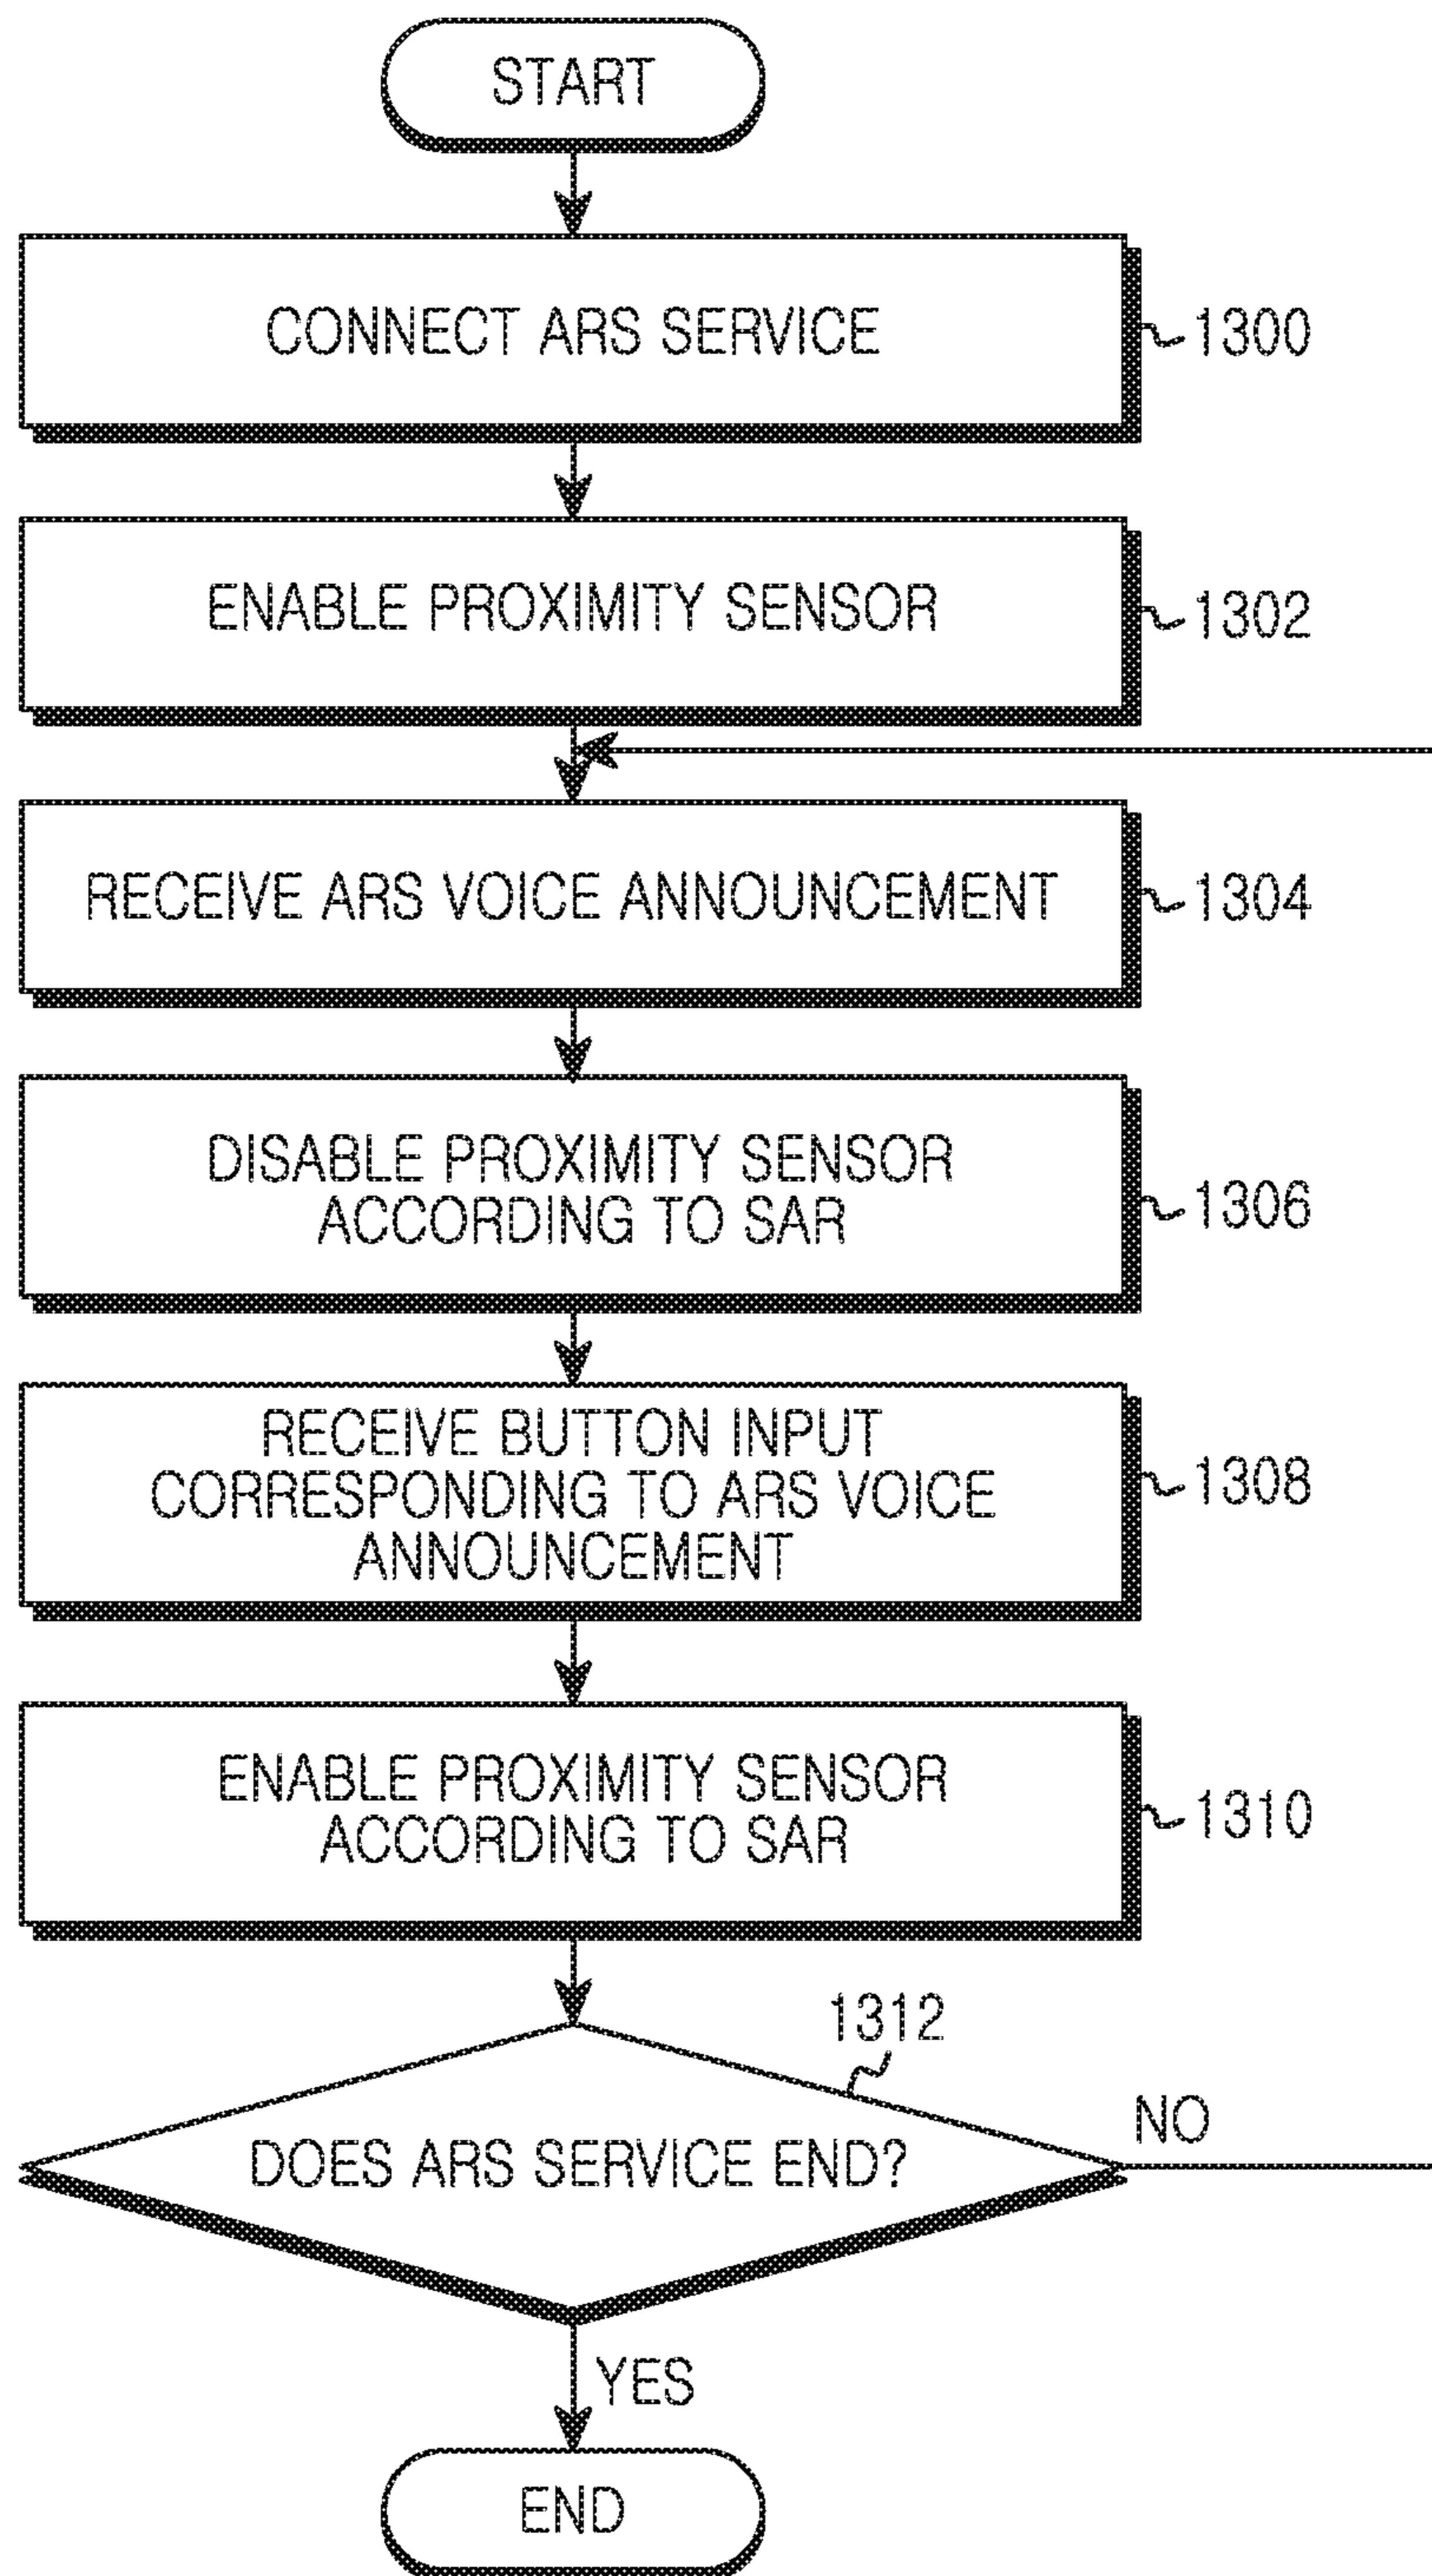 START
CONNECT ARS SERVICE
1300
ENABLE PROXIMITY SENSOR
1302
RECEIVE ARS VOICE ANNOUNCEMENT
1304
DISABLE PROXIMITY SENSOR
ACCORDING TO SAR
1306
RECEIVE BUTTON INPUT
CORRESPONDING TO ARS VOICE
ANNOUNCEMENT
1308
ENABLE PROXIMITY SENSOR
ACCORDING TO SAR
1310
1312
DOES ARS SERVICE END?
NO
YES
END